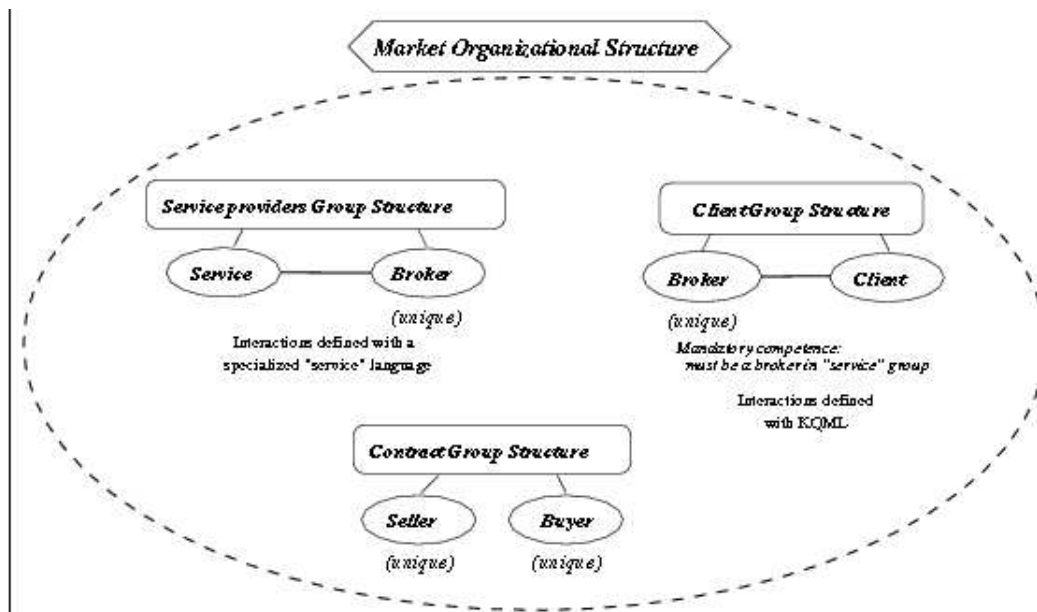 Market Organizational Structure
Service providers Group Structure
Service
Broker
(unique)
Interactions defined with a
specialized "service" language
Client Group Structure
Broker
Client
(unique)
Mandatory competence:
must be a broker in "service" group
Interactions defined
with KQML
Contract Group Structure
Seller
Buyer
(unique)
(unique)